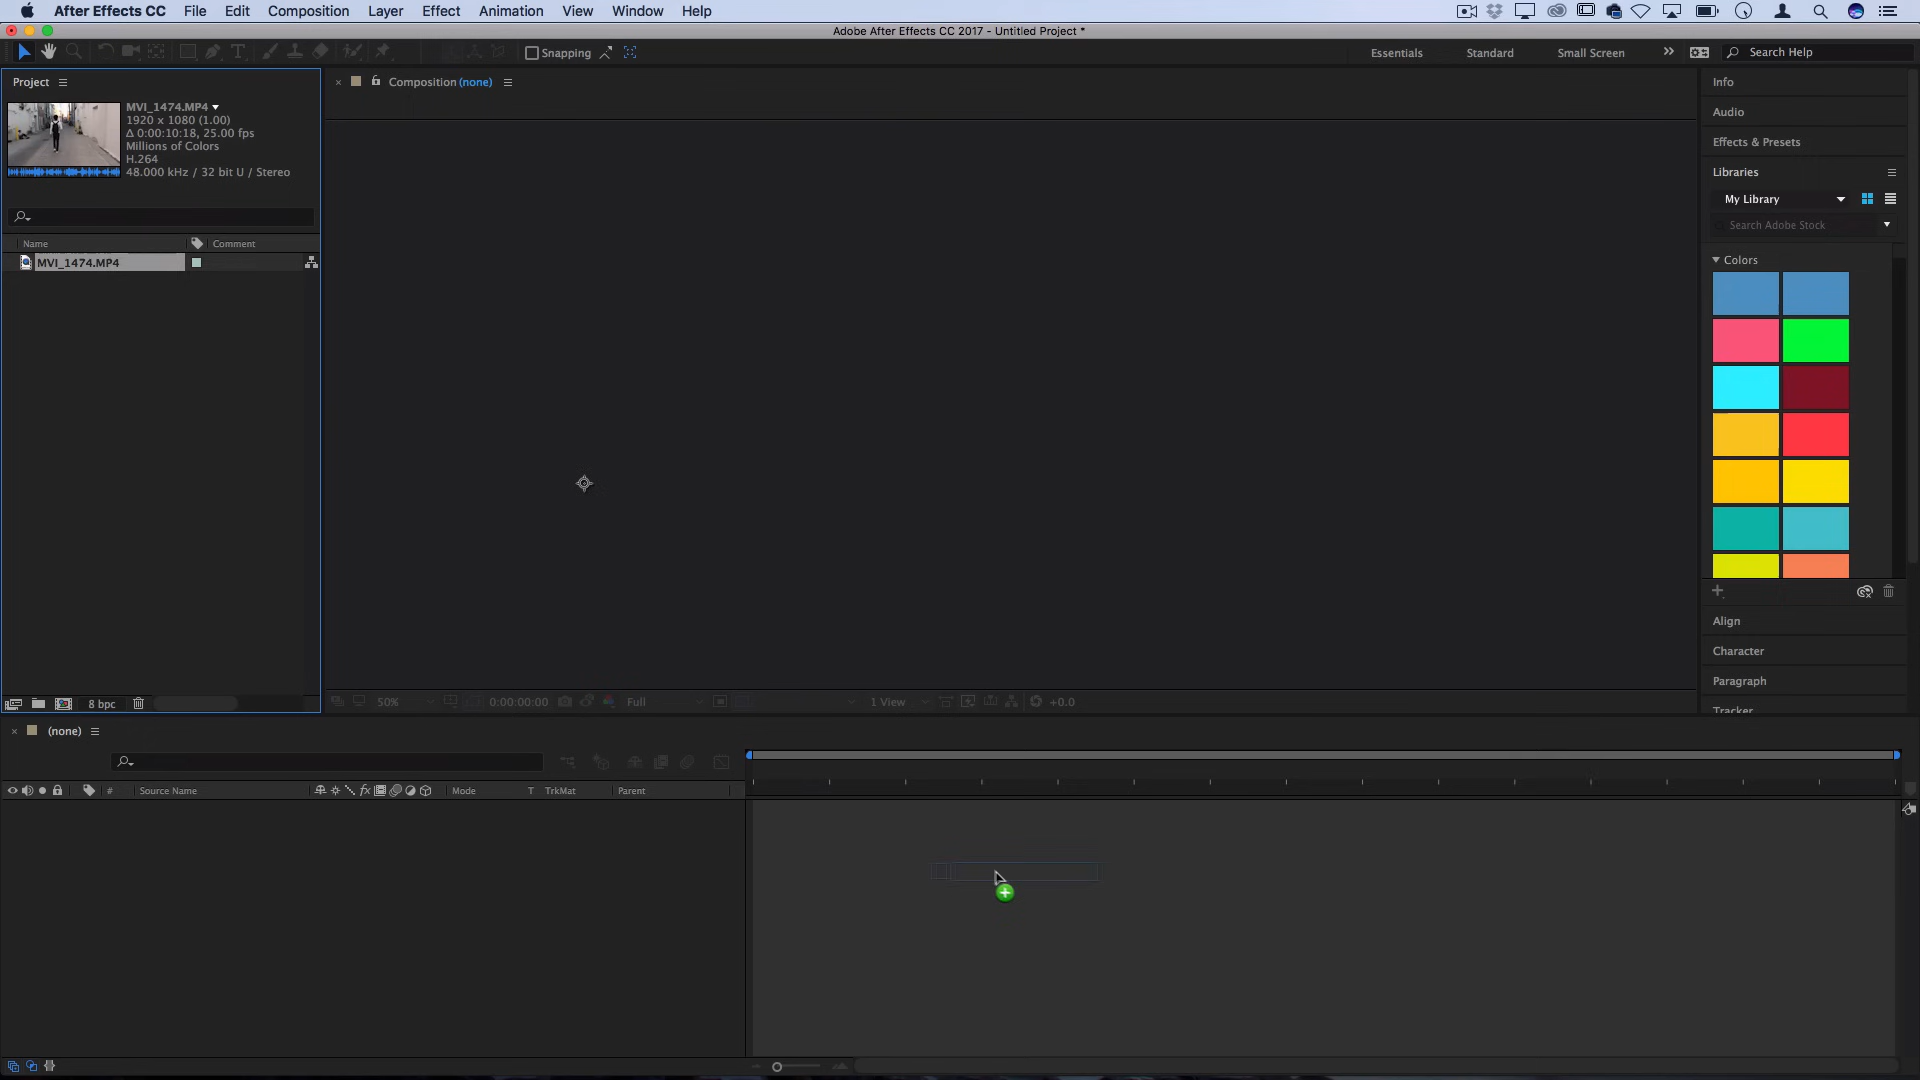 After Effects CC File Edit Composition Layer Effect Animation View Window Help
Adobe After Effects CC 2017 - Untitled Project *
Snapping Essentials Standard Small Screen Search Help
Project
MVI_1474.MP4
1920 x 1080 (1.00)
Δ 0:00:10:18, 25.00 fps
Millions of Colors
H.264
48.000 kHz / 32 bit U / Stereo
Name Comment
MVI_1474.MP4
8 bpc
Composition (none)
50% 0:00:00:00 Full 1 View +0.0
Info
Audio
Effects & Presets
Libraries
My Library
Search Adobe Stock
Colors
Align
Character
Paragraph
Tracker
(none)
# Source Name fx Mode T TrkMat Parent